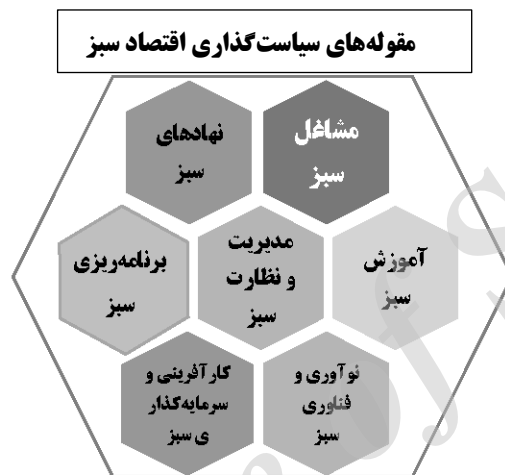 مقوله‌های سیاست‌گذاری اقتصاد سبز
مشاغل
سبز
نهادهای
سبز
آموزش
سبز
مدیریت
و نظارت
سبز
برنامه‌ریزی
سبز
نوآوری و
فناوری
سبز
کارآفرینی و
سرمایه‌گذار
ی سبز